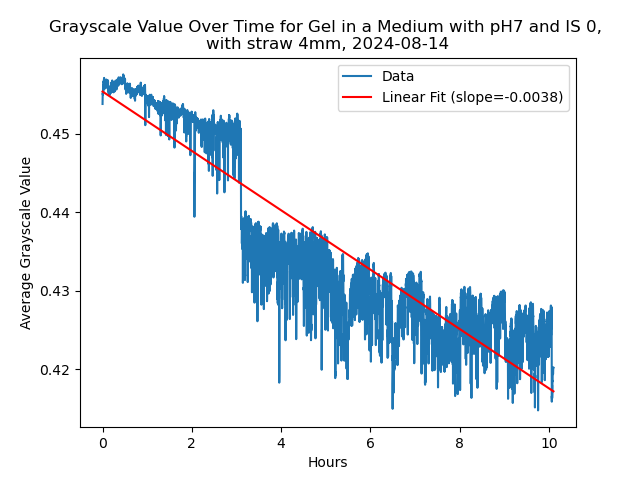 Grayscale Value Over Time for Gel in a Medium with pH7 and IS 0,
with straw 4mm, 2024-08-14
Data
Linear Fit (slope=-0.0038)
0.45
0.44
0.43
0.42
Average Grayscale Value
0
2
4
6
8
10
Hours